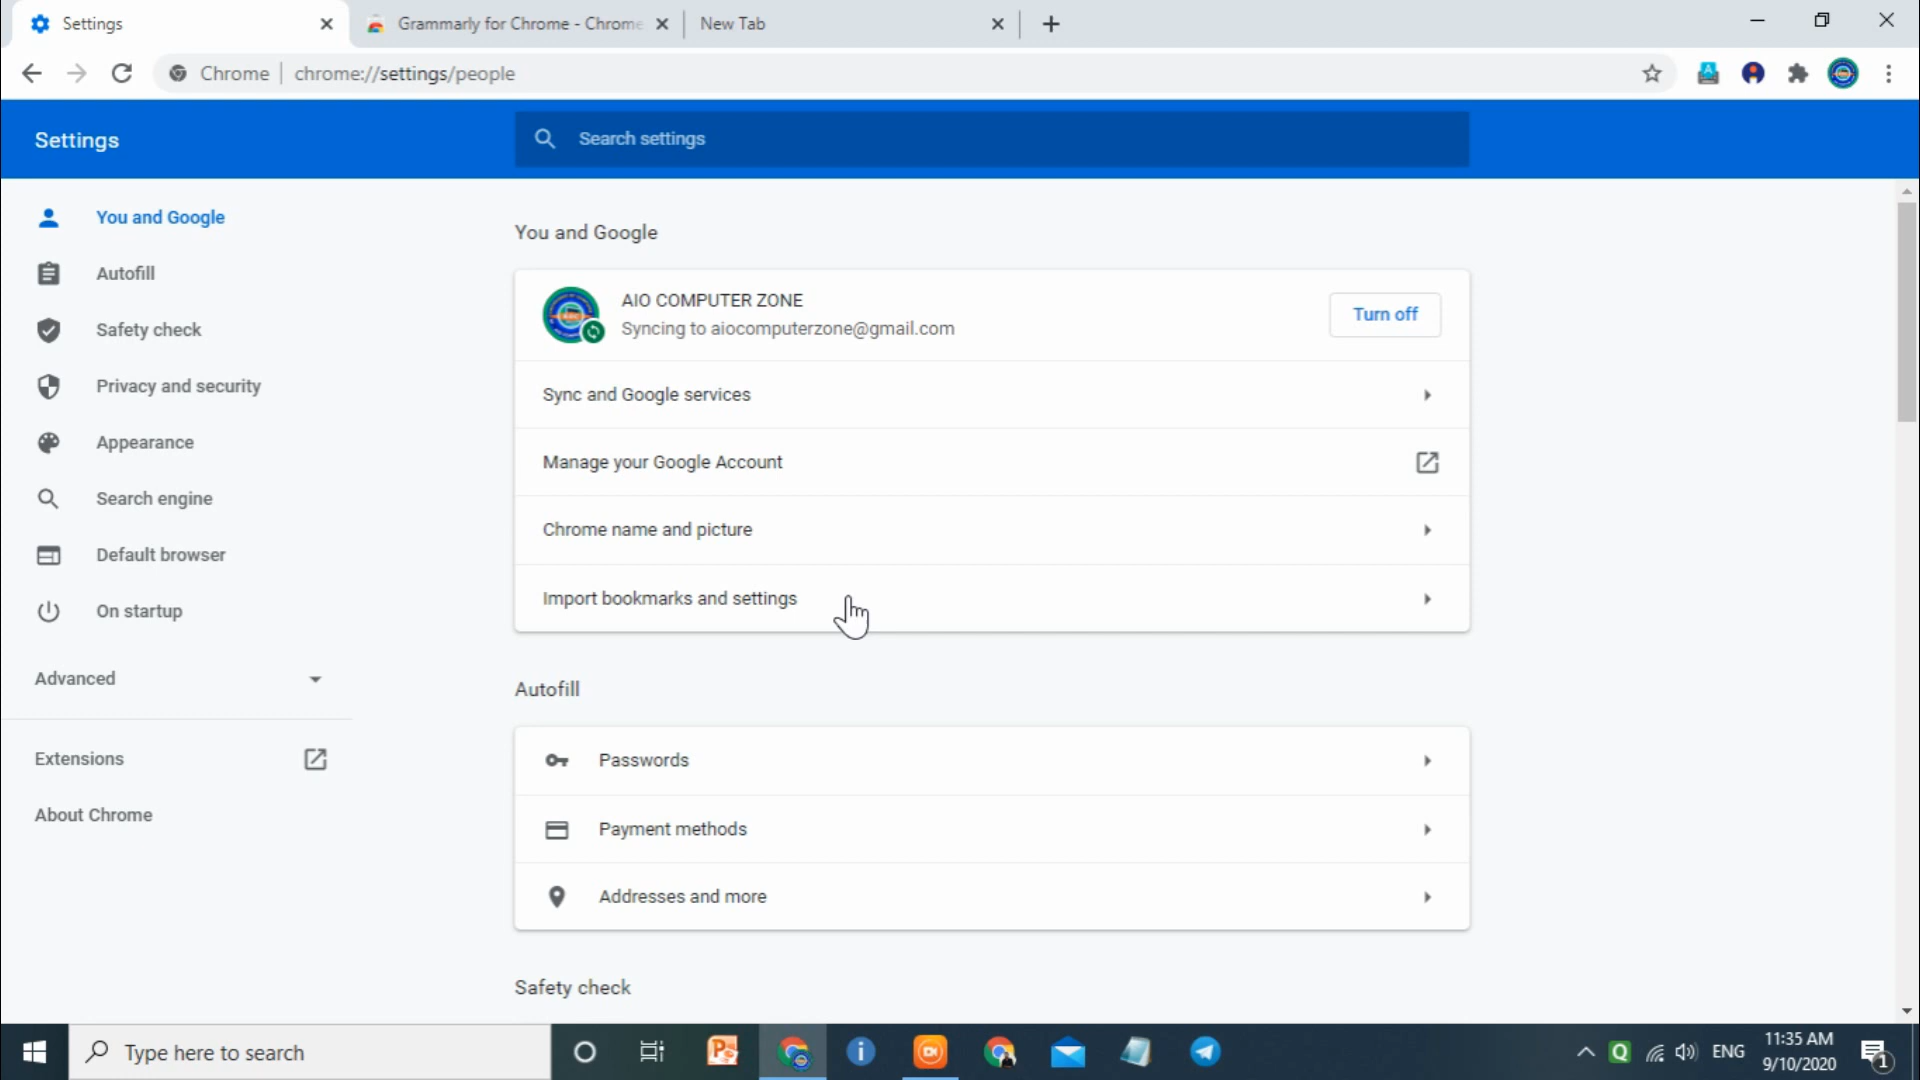 Settings
Grammarly for Chrome - Chrome
New Tab
Chrome
chrome://settings/people
Settings
Search settings
You and Google
Autofill
Safety check
Privacy and security
Appearance
Search engine
Default browser
On startup
Advanced
Extensions
About Chrome
You and Google
AIO COMPUTER ZONE
Syncing to aiocomputerzone@gmail.com
Turn off
Sync and Google services
Manage your Google Account
Chrome name and picture
Import bookmarks and settings
Autofill
Passwords
Payment methods
Addresses and more
Safety check
Type here to search
ENG
11:35 AM
9/10/2020
1